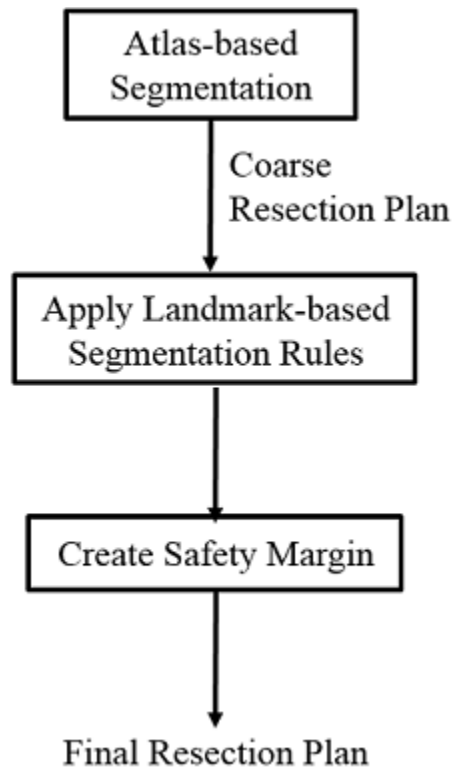 Atlas-based
Segmentation
Coarse
Resection Plan
Apply Landmark-based
Segmentation Rules
Create Safety Margin
Final Resection Plan